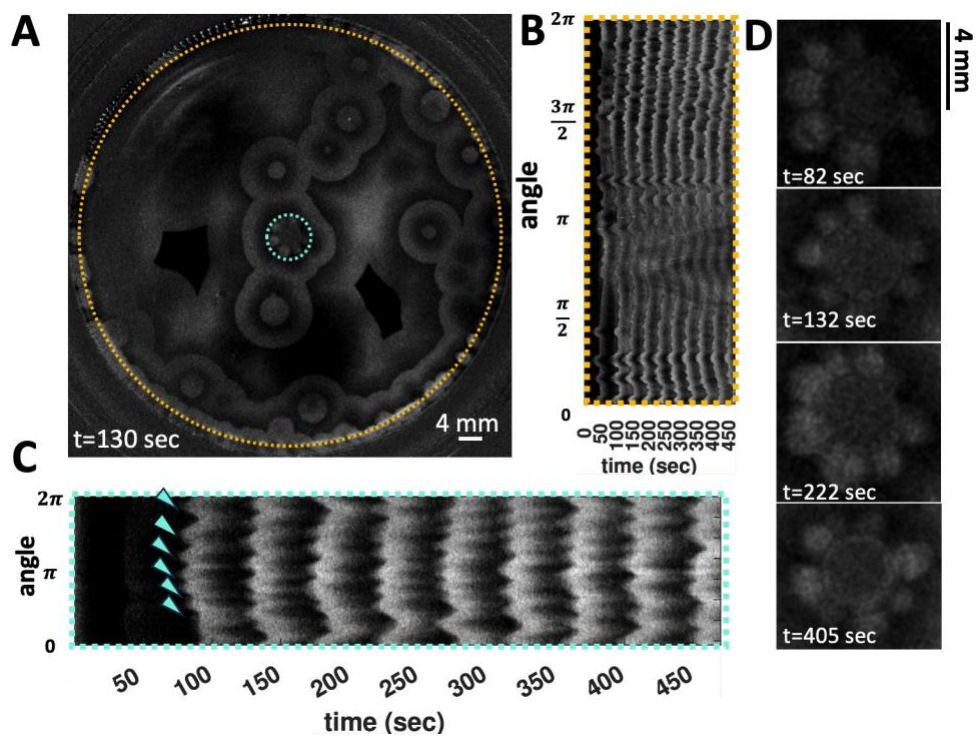 A
t=130 sec
4 mm
B
angle
2π
3π
2
π
π
2
0
0
50
100
150
200
250
300
350
400
450
time (sec)
C
angle
2π
π
0
50
100
150
200
250
300
350
400
450
time (sec)
D
4 mm
t=82 sec
t=132 sec
t=222 sec
t=405 sec